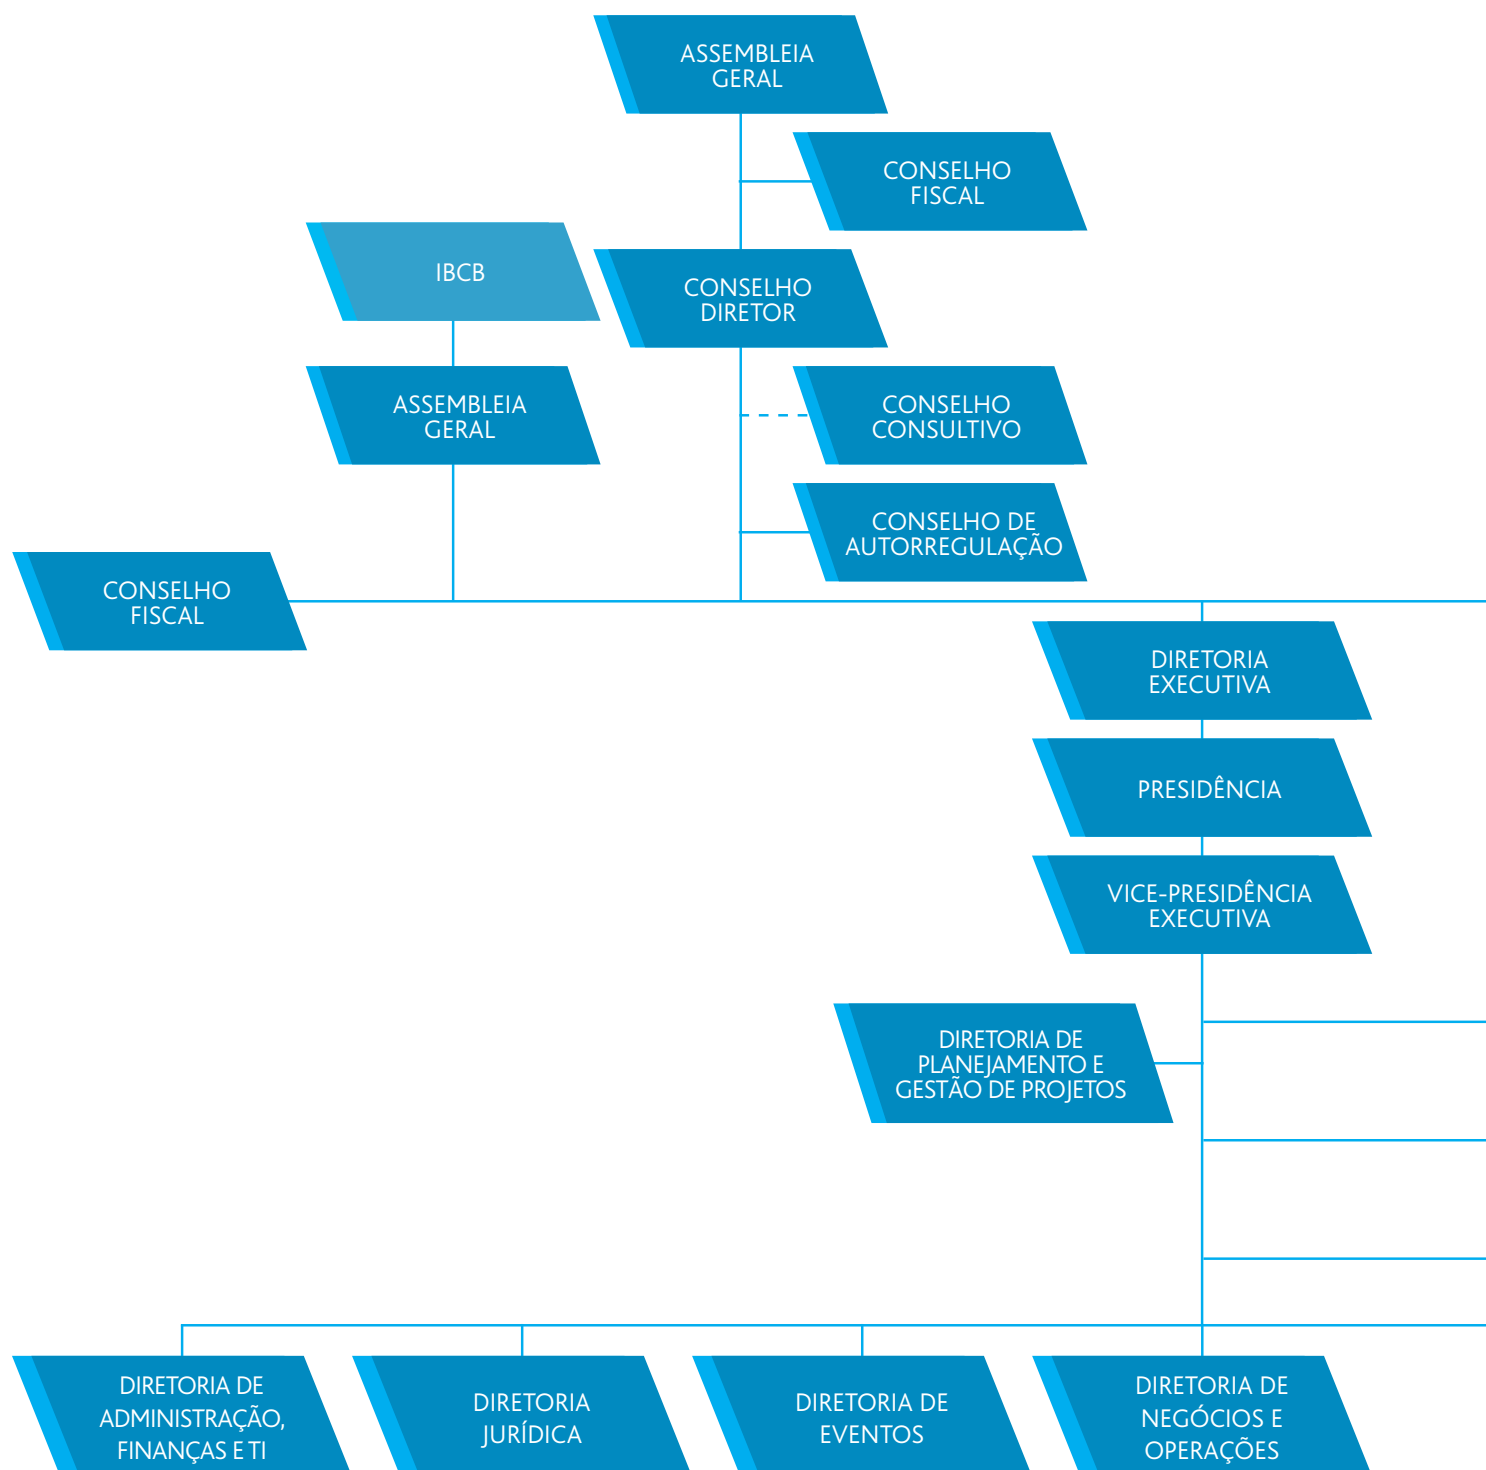 ASSEMBLEIA
GERAL
CONSELHO
FISCAL
IBCB
CONSELHO
DIRETOR
ASSEMBLEIA
GERAL
CONSELHO
CONSULTIVO
CONSELHO DE
AUTORREGULAÇÃO
CONSELHO
FISCAL
DIRETORIA
EXECUTIVA
PRESIDÊNCIA
VICE-PRESIDÊNCIA
EXECUTIVA
DIRETORIA DE
PLANEJAMENTO E
GESTÃO DE PROJETOS
DIRETORIA DE
ADMINISTRAÇÃO,
FINANÇAS E TI
DIRETORIA
JURÍDICA
DIRETORIA DE
EVENTOS
DIRETORIA DE
NEGÓCIOS E
OPERAÇÕES